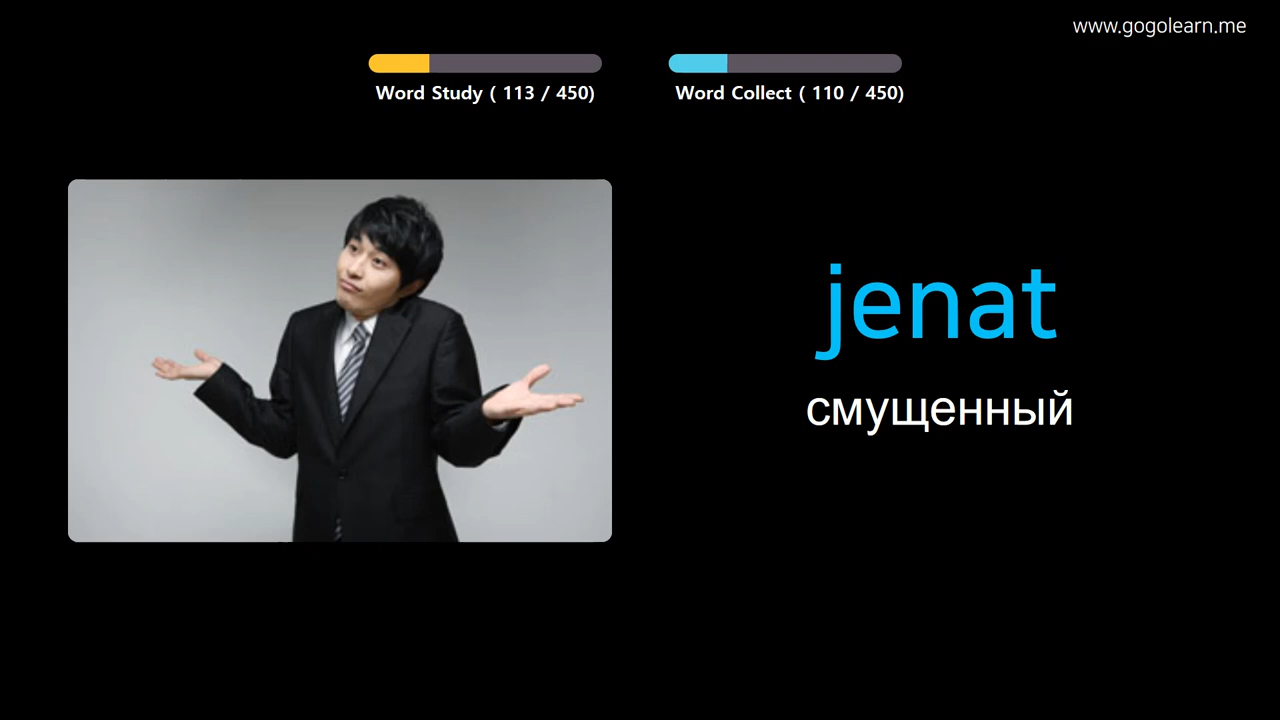 www.gogolearn.me
Word Study ( 113 / 450)
Word Collect ( 110 / 450)
jenat
смущенный